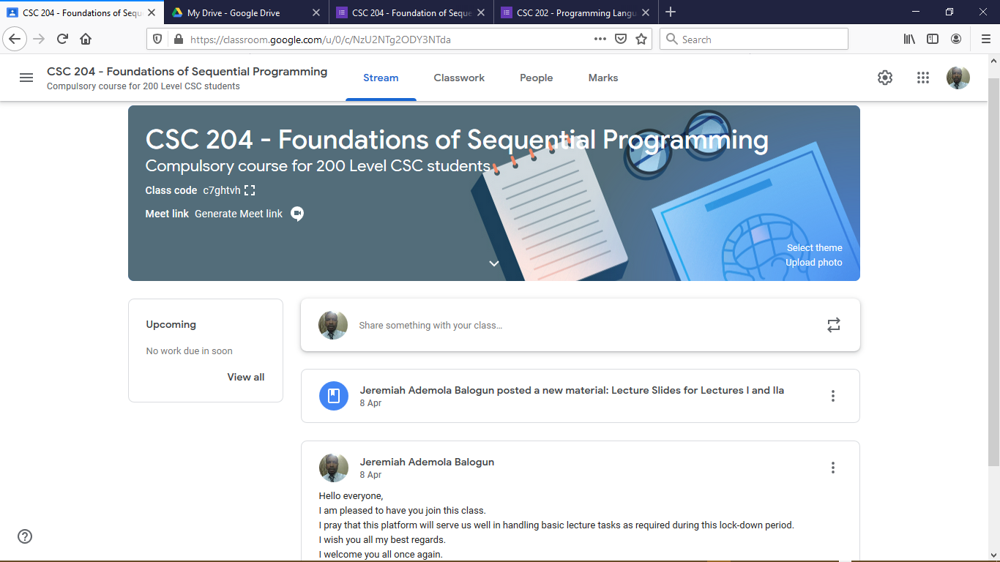 CSC 204 - Foundations of Sequ
My Drive - Google Drive
CSC 204 - Foundation of Seque
CSC 202 - Programming Langu
https://classroom.google.com/u/0/c/NzU2NTg2ODY3NTda
Search
CSC 204 - Foundations of Sequential Programming
Compulsory course for 200 Level CSC students
Stream
Classwork
People
Marks
CSC 204 - Foundations of Sequential Programming
Compulsory course for 200 Level CSC students
Class code c7ghtvh
Meet link Generate Meet link
Select theme
Upload photo
Upcoming
No work due in soon
View all
Share something with your class...
Jeremiah Ademola Balogun posted a new material: Lecture Slides for Lectures I and IIa
8 Apr
Jeremiah Ademola Balogun
8 Apr
Hello everyone,
I am pleased to have you join this class.
I pray that this platform will serve us well in handling basic lecture tasks as required during this lock-down period.
I wish you all my best regards.
I welcome you all once again.